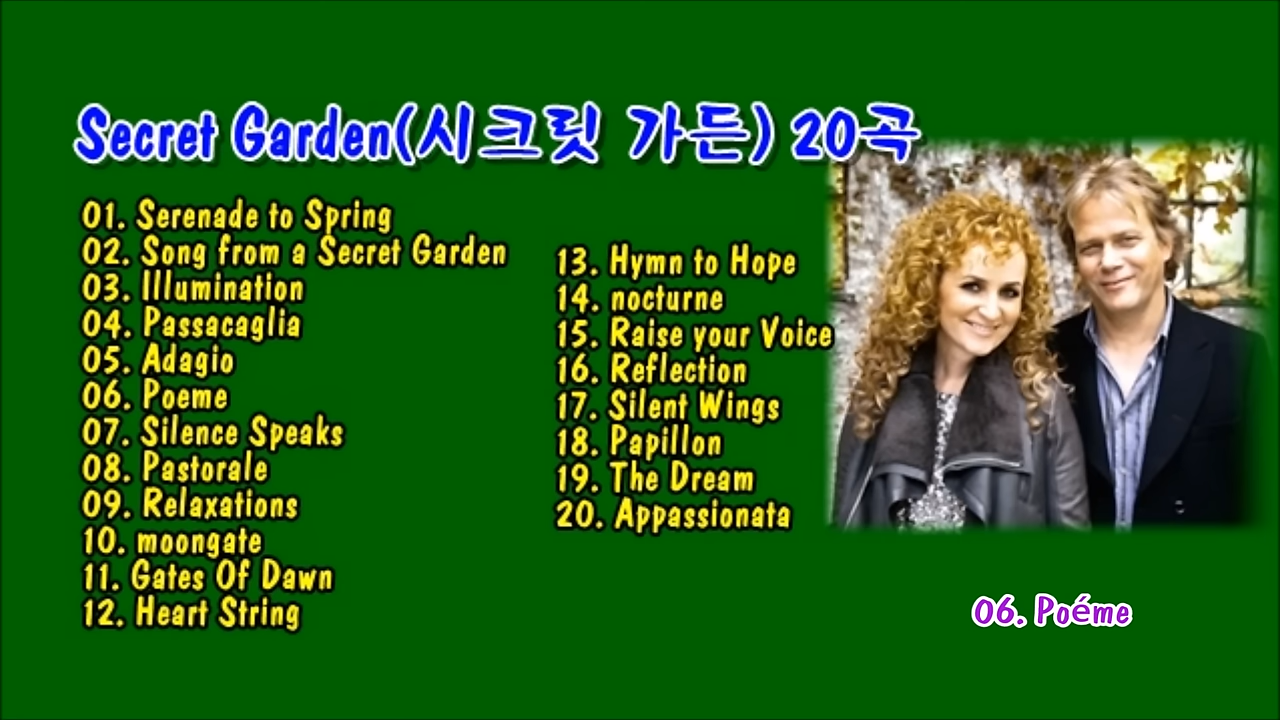 Secret Garden(시크릿 가든) 20곡
01. Serenade to Spring
02. Song from a Secret Garden
03. Illumination
04. Passacaglia
05. Adagio
06. Poeme
07. Silence Speaks
08. Pastorale
09. Relaxations
10. moongate
11. Gates Of Dawn
12. Heart String
13. Hymn to Hope
14. nocturne
15. Raise your Voice
16. Reflection
17. Silent Wings
18. Papillon
19. The Dream
20. Appassionata
06. Poéme